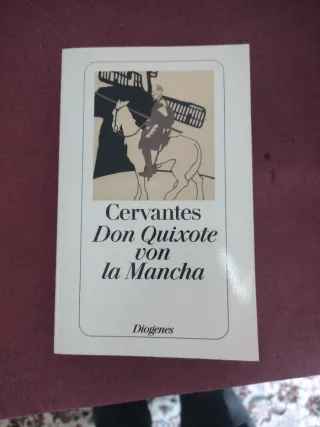 Cervantes
Don Quixote
von
la Mancha
Diogenes